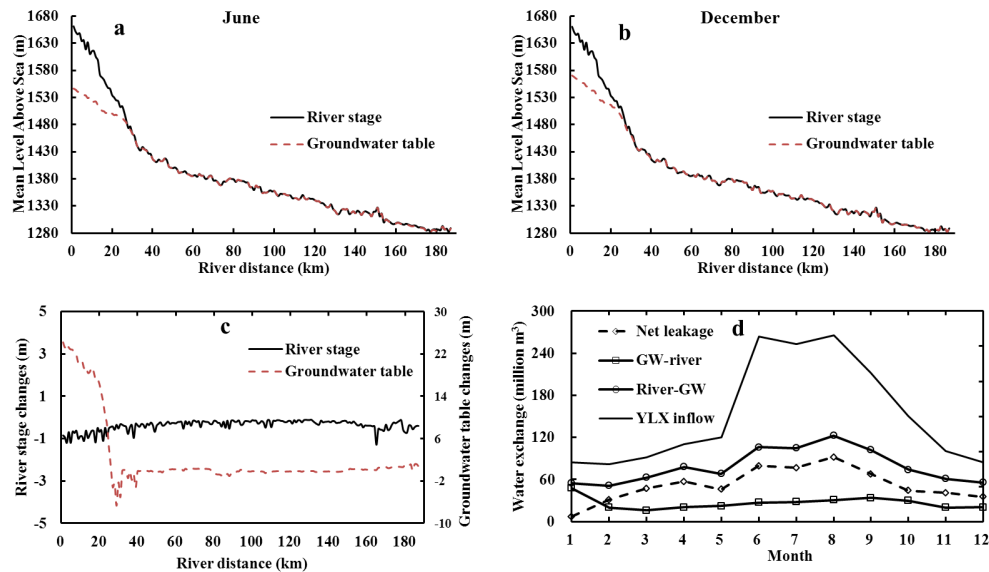 June
a
Mean Level Above Sea (m)
1680
1630
1580
1530
1480
1430
1380
1330
1280
River stage
Groundwater table
0 20 40 60 80 100 120 140 160 180
River distance (km)
December
b
Mean Level Above Sea (m)
1680
1630
1580
1530
1480
1430
1380
1330
1280
River stage
Groundwater table
0 20 40 60 80 100 120 140 160 180
River distance (km)
c
River stage changes (m)
5
3
1
-1
-3
-5
River stage
Groundwater table
30
22
14
6
-2
-10
Groundwater table changes (m)
0 20 40 60 80 100 120 140 160 180
River distance (km)
d
Water exchange (million m³)
300
240
180
120
60
0
Net leakage
GW-river
River-GW
YLX inflow
1 2 3 4 5 6 7 8 9 10 11 12
Month